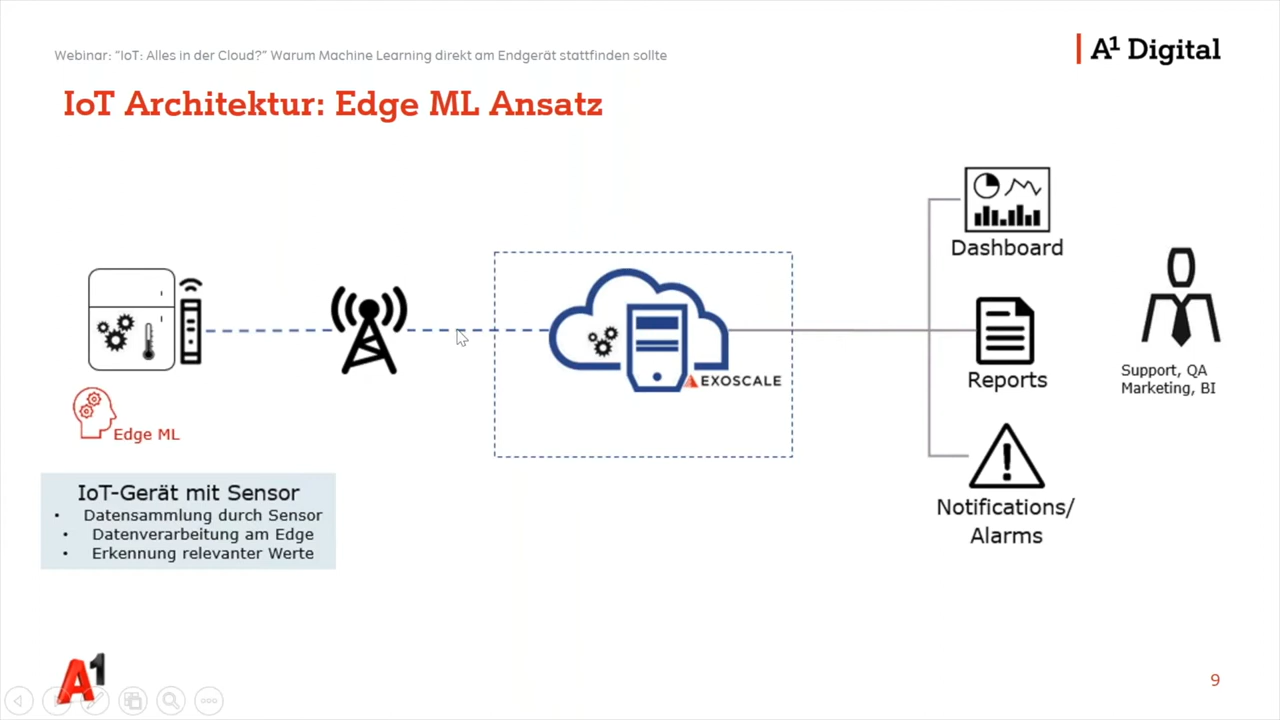 Webinar: "IoT: Alles in der Cloud?" Warum Machine Learning direkt am Endgerät stattfinden sollte
A1 Digital
IoT Architektur: Edge ML Ansatz
Dashboard
EXOSCALE
Reports
Support, QA
Marketing, BI
Edge ML
IoT-Gerät mit Sensor
• Datensammlung durch Sensor
• Datenverarbeitung am Edge
• Erkennung relevanter Werte
Notifications/
Alarms
A1
9